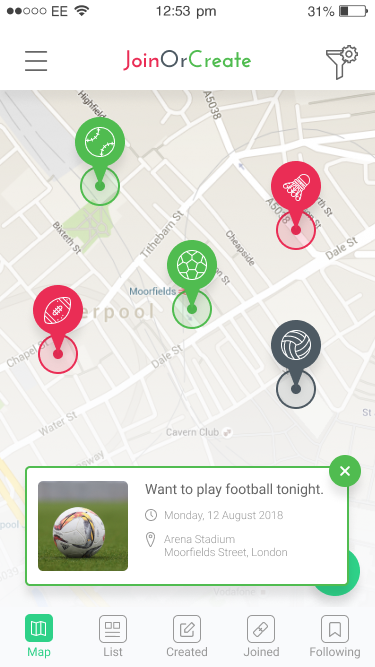 EE 12:53 pm 31%
JoinOrCreate
Highfield
A5038
Bixteth St
Tithebarn St
Cheapside
A5038
Dale St
Moorfields
erpool
Chapel S
Dale St
Water St
St
Cavern Club
Want to play football tonight.
Monday, 12 August 2018
Arena Stadium
Moorfields Street, London
Map List Created Joined Following